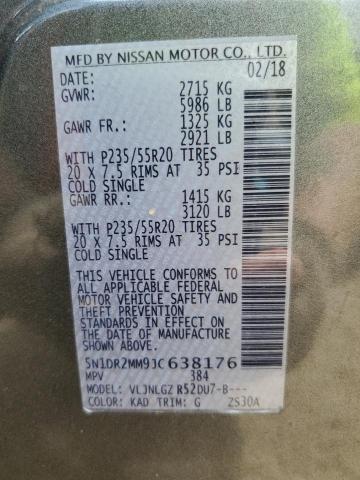 MFD BY NISSAN MOTOR CO., LTD.
DATE: 02/18
GVWR: 2715 KG
5986 LB
GAWR FR.: 1325 KG
2921 LB
WITH P235/55R20 TIRES
20 X 7.5 RIMS AT 35 PSI
COLD SINGLE
GAWR RR.: 1415 KG
3120 LB
WITH P235/55R20 TIRES
20 X 7.5 RIMS AT 35 PSI
COLD SINGLE
THIS VEHICLE CONFORMS TO
ALL APPLICABLE FEDERAL
MOTOR VEHICLE SAFETY AND
THEFT PREVENTION
STANDARDS IN EFFECT ON
THE DATE OF MANUFACTURE
SHOWN ABOVE.
5N1DR2MM9JC638176
MPV 384
MODEL: VLJNLGZ R52DU7-B---
COLOR: KAD TRIM: G ZS30A